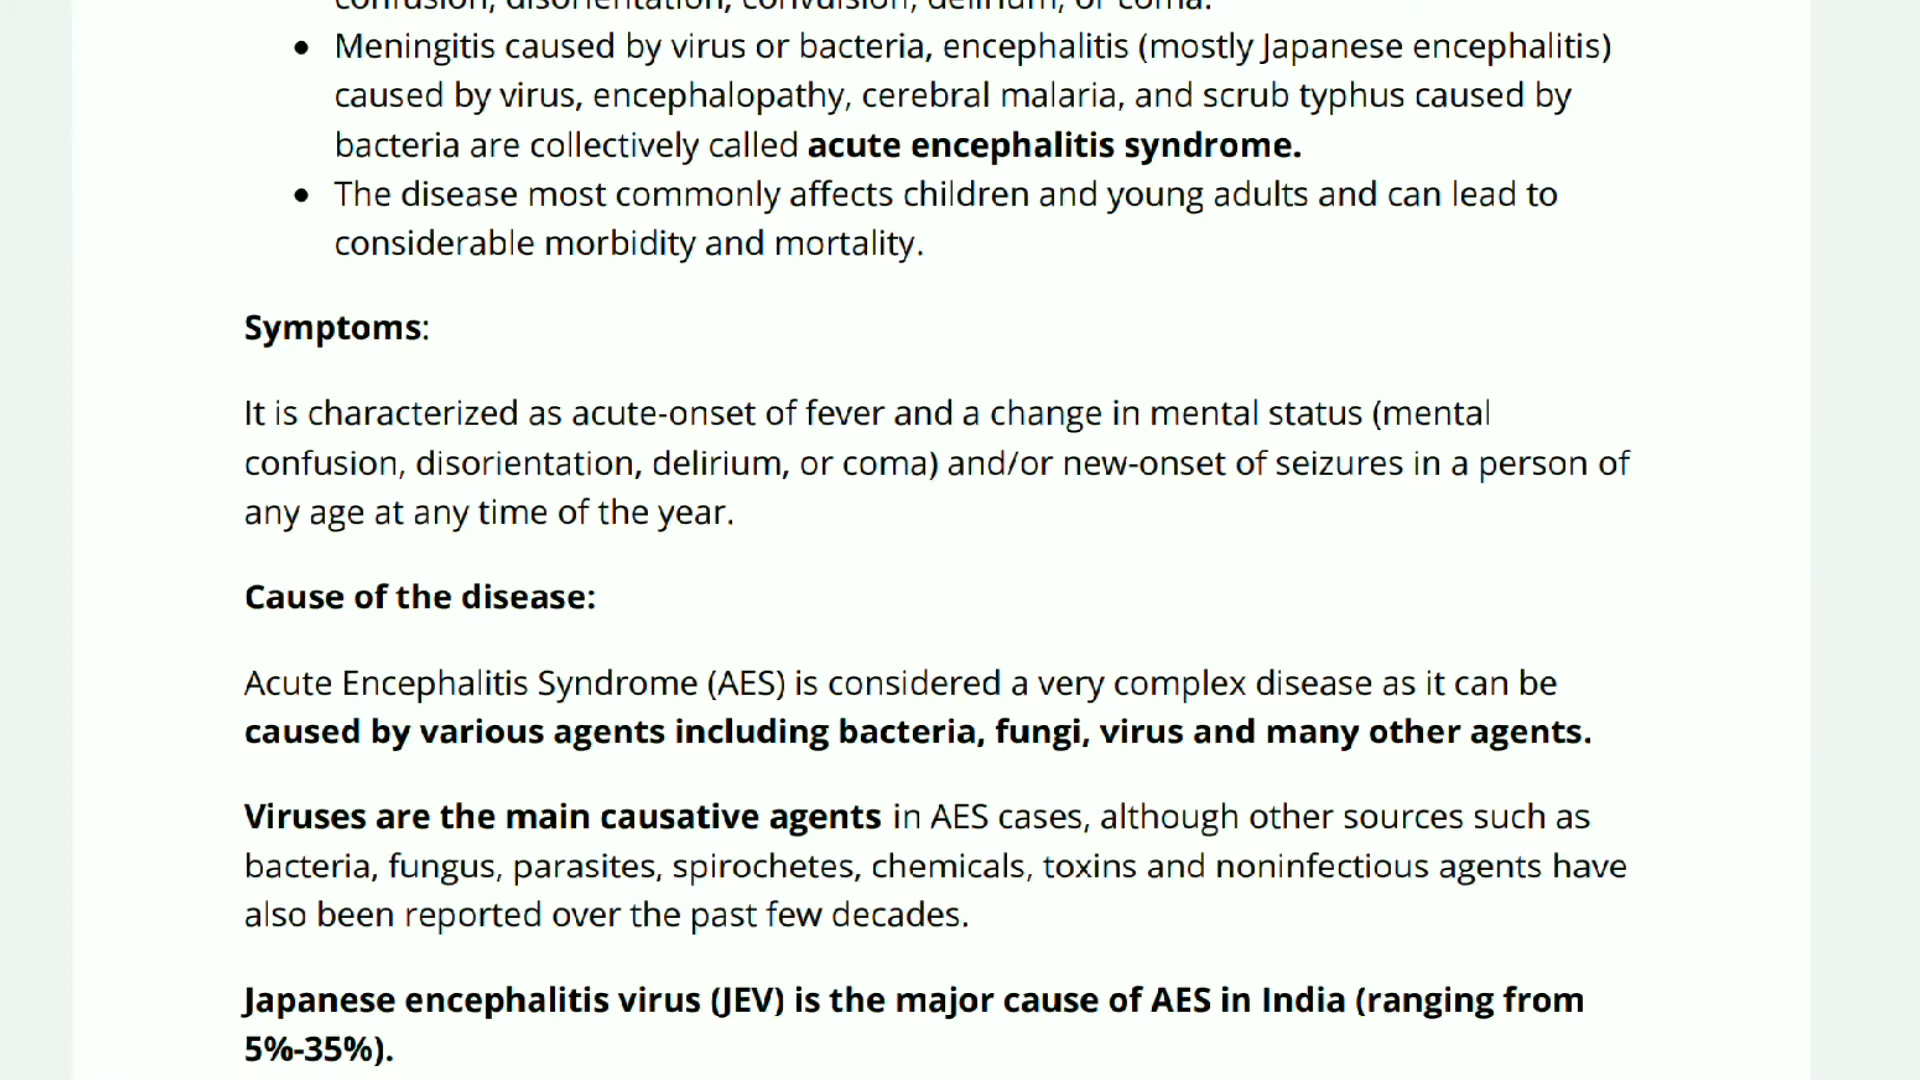 confusion, disorientation, convulsion, delirium, or coma.
Meningitis caused by virus or bacteria, encephalitis (mostly Japanese encephalitis)
caused by virus, encephalopathy, cerebral malaria, and scrub typhus caused by
bacteria are collectively called acute encephalitis syndrome.
The disease most commonly affects children and young adults and can lead to
considerable morbidity and mortality.
Symptoms:
It is characterized as acute-onset of fever and a change in mental status (mental
confusion, disorientation, delirium, or coma) and/or new-onset of seizures in a person of
any age at any time of the year.
Cause of the disease:
Acute Encephalitis Syndrome (AES) is considered a very complex disease as it can be
caused by various agents including bacteria, fungi, virus and many other agents.
Viruses are the main causative agents in AES cases, although other sources such as
bacteria, fungus, parasites, spirochetes, chemicals, toxins and noninfectious agents have
also been reported over the past few decades.
Japanese encephalitis virus (JEV) is the major cause of AES in India (ranging from
5%-35%).